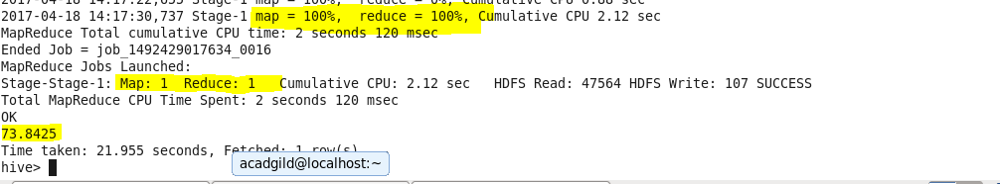 2017-04-18 14:17:22,655 Stage-1 map = 100%,  reduce = 0%, Cumulative CPU 0.88 sec
2017-04-18 14:17:30,737 Stage-1 map = 100%,  reduce = 100%, Cumulative CPU 2.12 sec
MapReduce Total cumulative CPU time: 2 seconds 120 msec
Ended Job = job_1492429017634_0016
MapReduce Jobs Launched:
Stage-Stage-1: Map: 1  Reduce: 1   Cumulative CPU: 2.12 sec   HDFS Read: 47564 HDFS Write: 107 SUCCESS
Total MapReduce CPU Time Spent: 2 seconds 120 msec
OK
73.8425
Time taken: 21.955 seconds, Fetched: 1 row(s)
acadgild@localhost:~
hive>